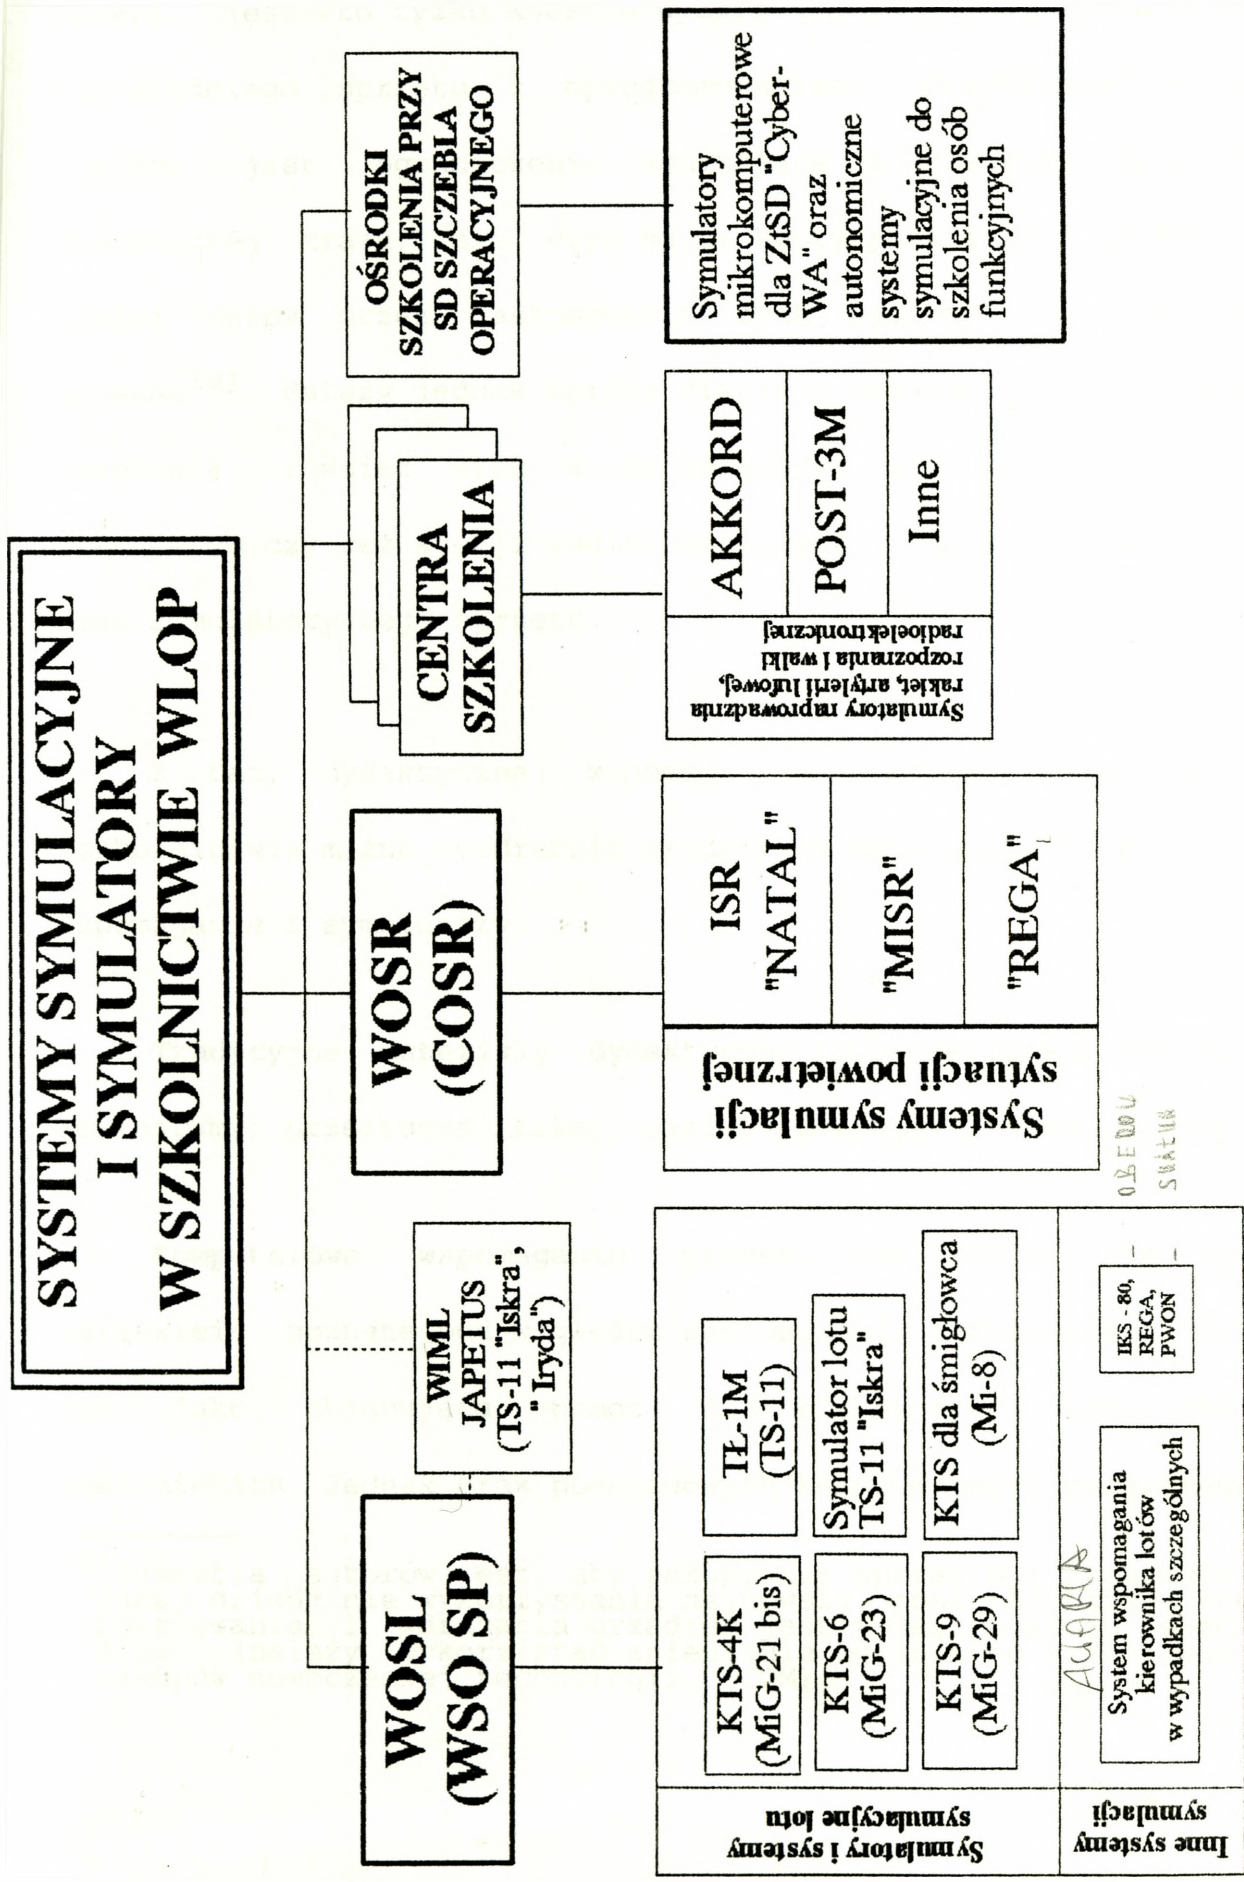 SYSTEMY SYMULACYJNE
I SYMULATORY
W SZKOLNICTWIE WLOP
WOSL
(WSOSP)
WIML
JAPETUS
(TS-11 "Iskra",
"Iryda")
WOSR
(COSR)
CENTRA
SZKOLENIA
OŚRODKI
SZKOLENIA PRZY
SD SZCZEBLA
OPERACYJNEGO
Symulatory i systemy
symulacyjne lotu
KTS-4K
(MiG-21 bis)
TŁ-1M
(TS-11)
KTS-6
(MiG-23)
Symulator lotu
TS-11 "Iskra"
KTS-9
(MiG-29)
KTS dla śmigłowca
(Mi-8)
Inne systemy
symulacji
System wspomagania
kierownika lotów
w wypadkach szczególnych
IKS - 80,
REGA,
PWON
Systemy symulacji
sytuacji powietrznej
ISR
"NATAL"
"MISR"
"REGA"
Symulatory naprowadznia
rakiet, artylerii lufowej,
rozpoznania i walki
radioelektronicznej
AKKORD
POST-3M
Inne
Symulatory
mikrokomputerowe
dla ZtSD "Cyber-
WA" oraz
autonomiczne
systemy
symulacyjne do
szkolenia osób
funkcyjnych